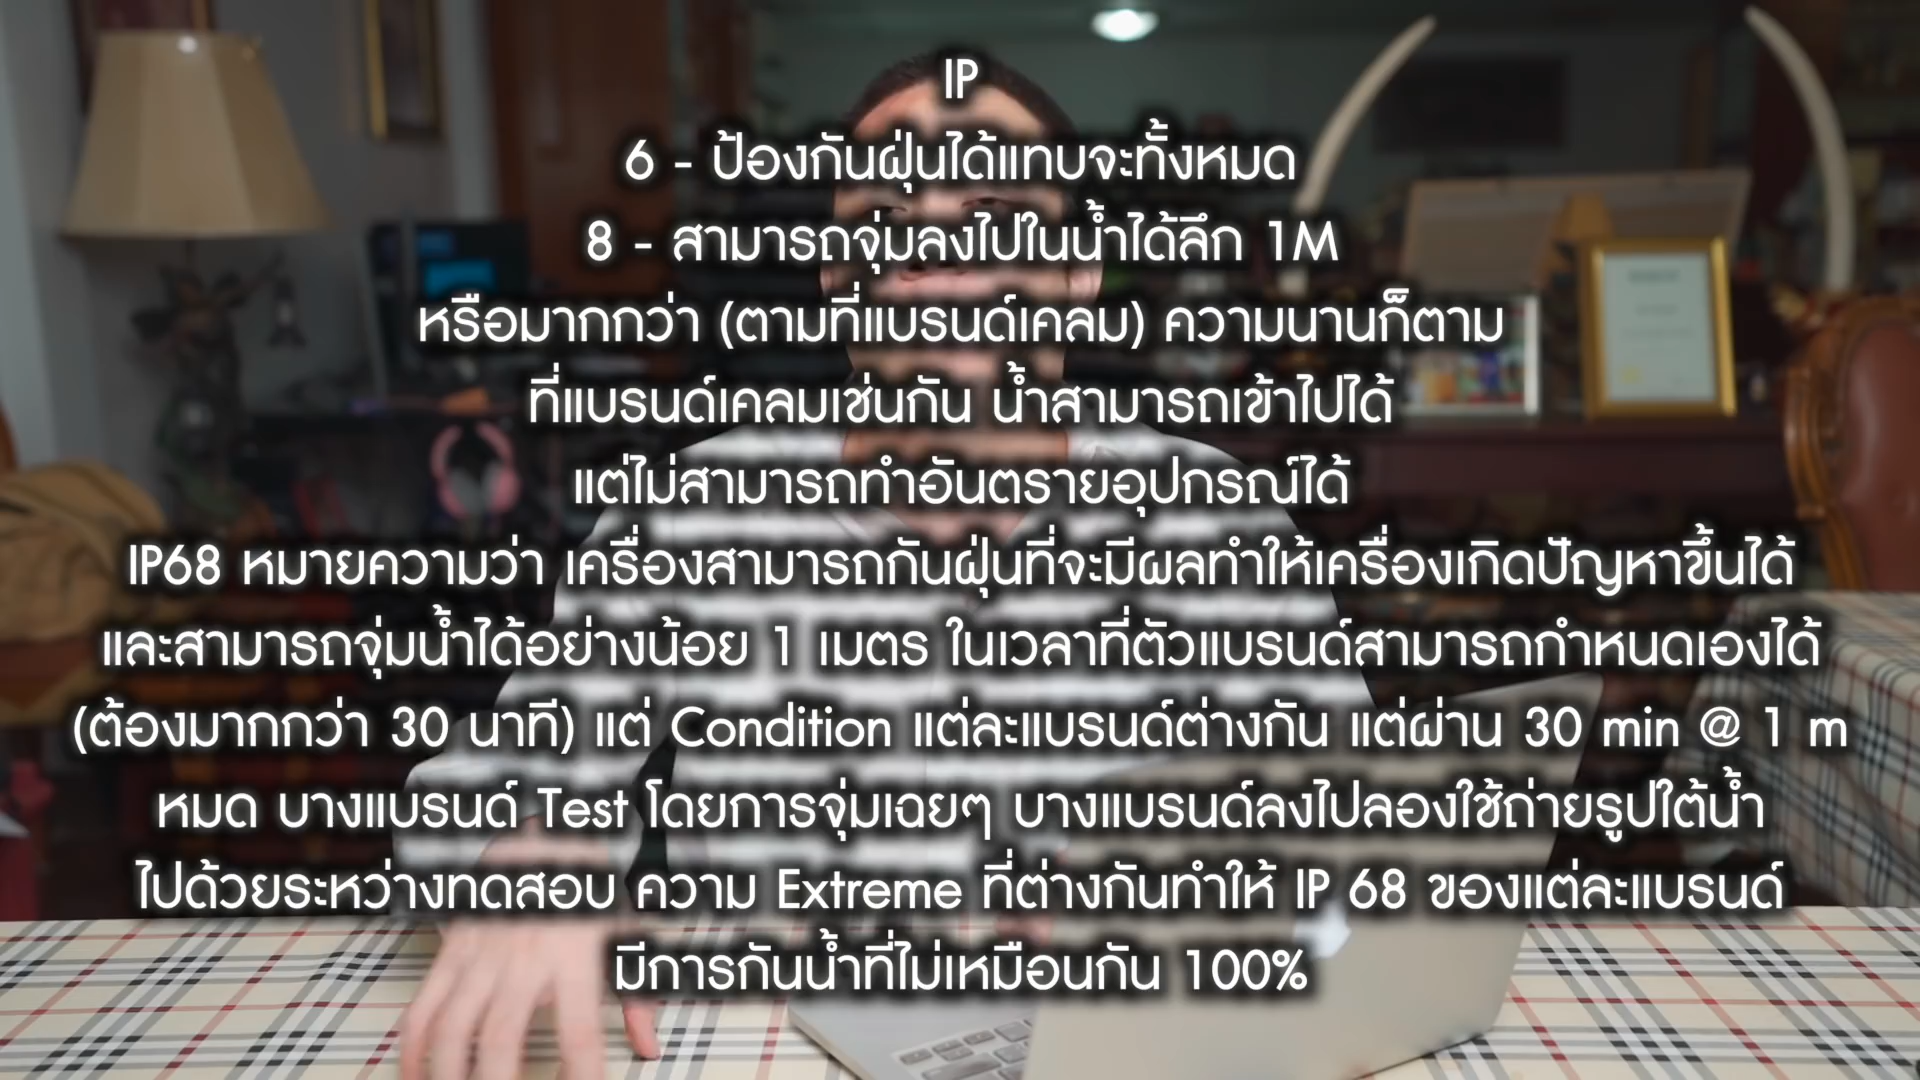 IP
6 - ป้องกันฝุ่นได้แทบจะทั้งหมด
8 - สามารถจุ่มลงไปในน้ำได้ลึก 1M
หรือมากกว่า (ตามที่แบรนด์เคลม) ความนานก็ตาม
ที่แบรนด์เคลมเช่นกัน น้ำสามารถเข้าไปได้
แต่ไม่สามารถทำอันตรายอุปกรณ์ได้
IP68 หมายความว่า เครื่องสามารถกันฝุ่นที่จะมีผลทำให้เครื่องเกิดปัญหาขึ้นได้
และสามารถจุ่มน้ำได้อย่างน้อย 1 เมตร ในเวลาที่ตัวแบรนด์สามารถกำหนดเองได้
(ต้องมากกว่า 30 นาที) แต่ Condition แต่ละแบรนด์ต่างกัน แต่ผ่าน 30 min @ 1 m
หมด บางแบรนด์ Test โดยการจุ่มเฉยๆ บางแบรนด์ลงไปลองใช้ถ่ายรูปใต้น้ำ
ไปด้วยระหว่างทดสอบ ความ Extreme ที่ต่างกันทำให้ IP 68 ของแต่ละแบรนด์
มีการกันน้ำที่ไม่เหมือนกัน 100%